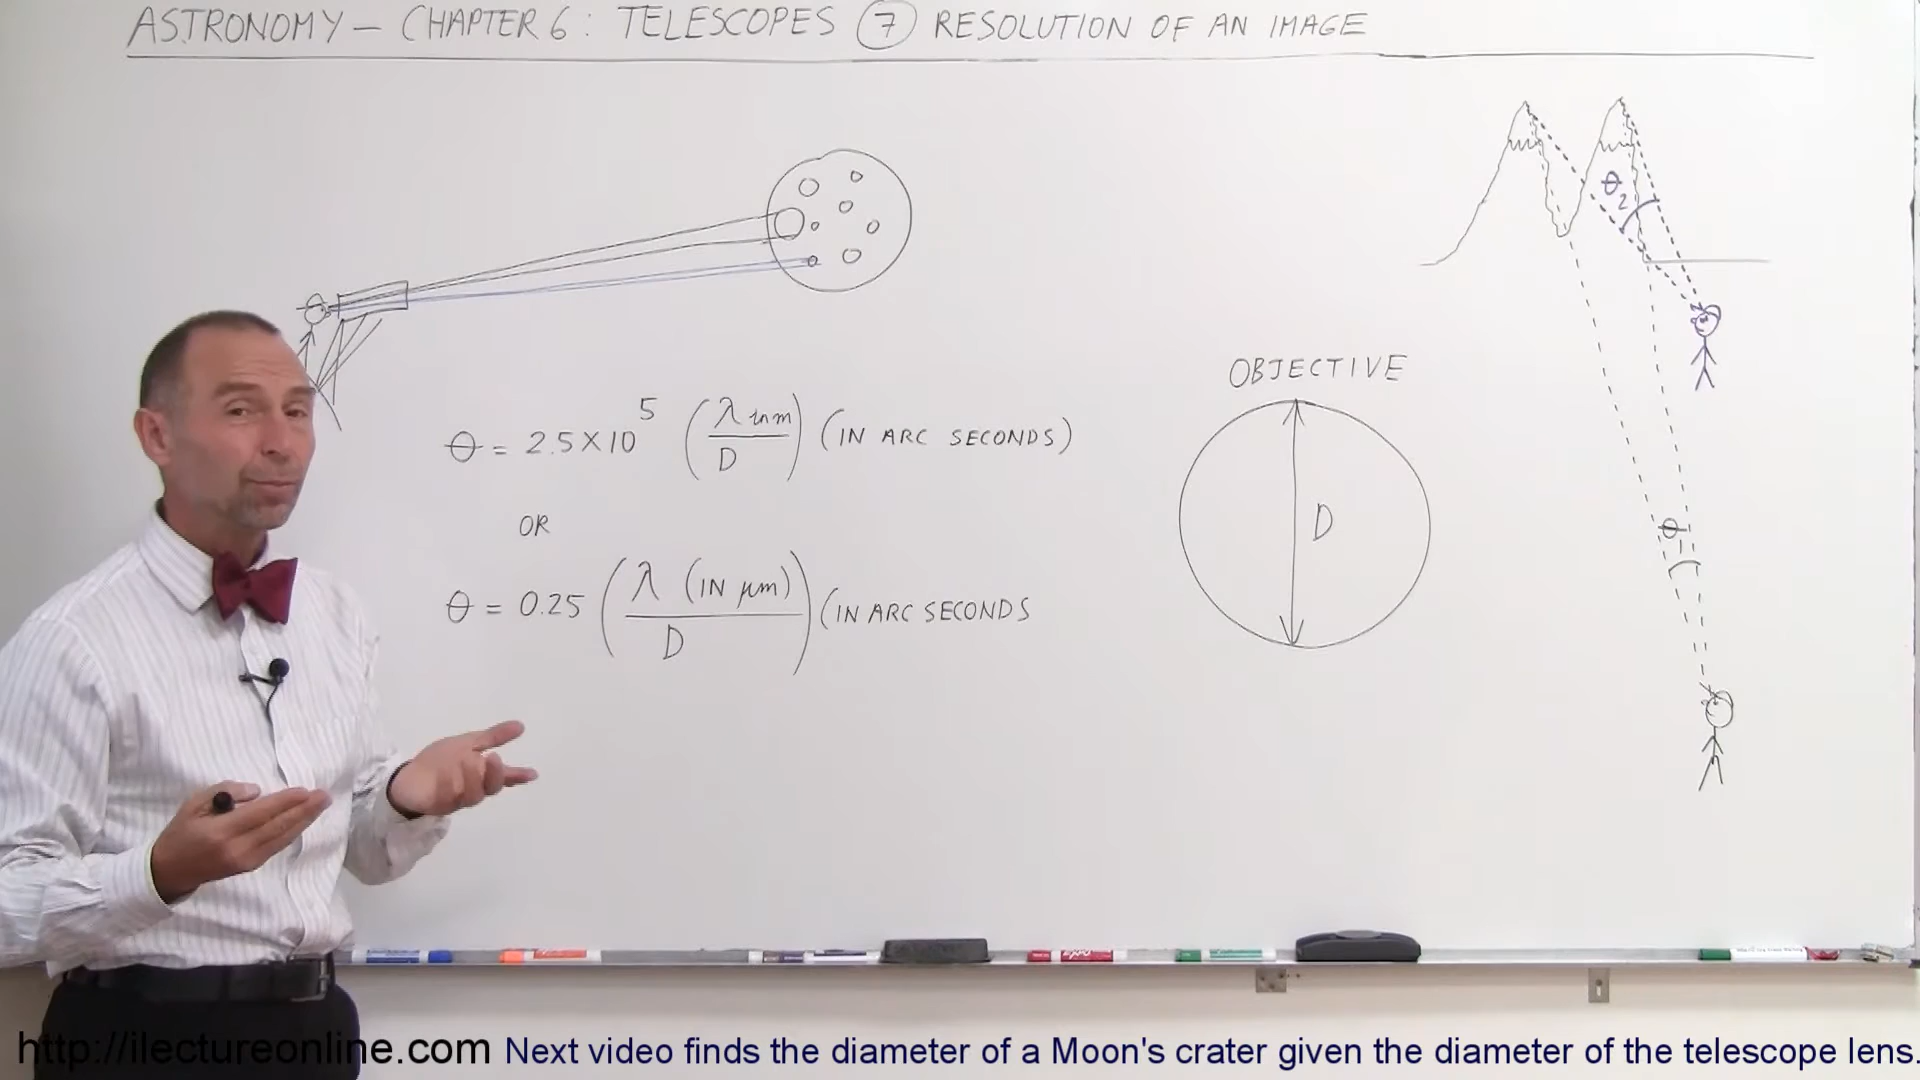 ASTRONOMY – CHAPTER 6: TELESCOPES ⑦ RESOLUTION OF AN IMAGE
θ₂
OBJECTIVE
θ = 2.5 X 10⁵ (λ in m / D) (IN ARC SECONDS)
D
OR
θ₁
θ = 0.25 (λ (IN μm) / D) (IN ARC SECONDS
EXPO
http://ilectureonline.com Next video finds the diameter of a Moon's crater given the diameter of the telescope lens.